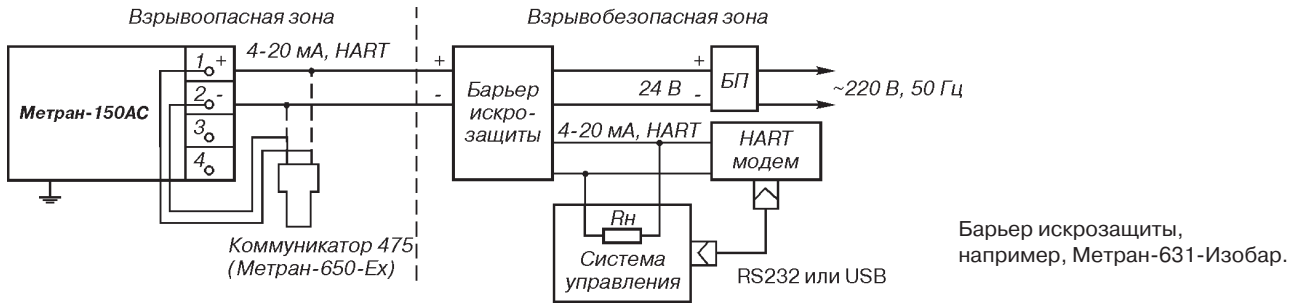 Взрывоопасная зона
Взрывобезопасная зона
4-20 мА, HART
1 +
2 -
3
4
Метран-150АС
+
-
Барьер
искро-
защиты
+
24 В -
БП
~220 В, 50 Гц
4-20 мА, HART
HART
модем
Rн
Система
управления
RS232 или USB
Коммуникатор 475
(Метран-650-Ех)
Барьер искрозащиты,
например, Метран-631-Изобар.